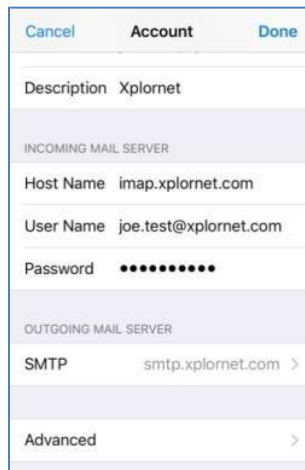 Cancel Account Done
Description Xplornet
INCOMING MAIL SERVER
Host Name imap.xplornet.com
User Name joe.test@xplornet.com
Password ●●●●●●●●●●
OUTGOING MAIL SERVER
SMTP smtp.xplornet.com >
Advanced >